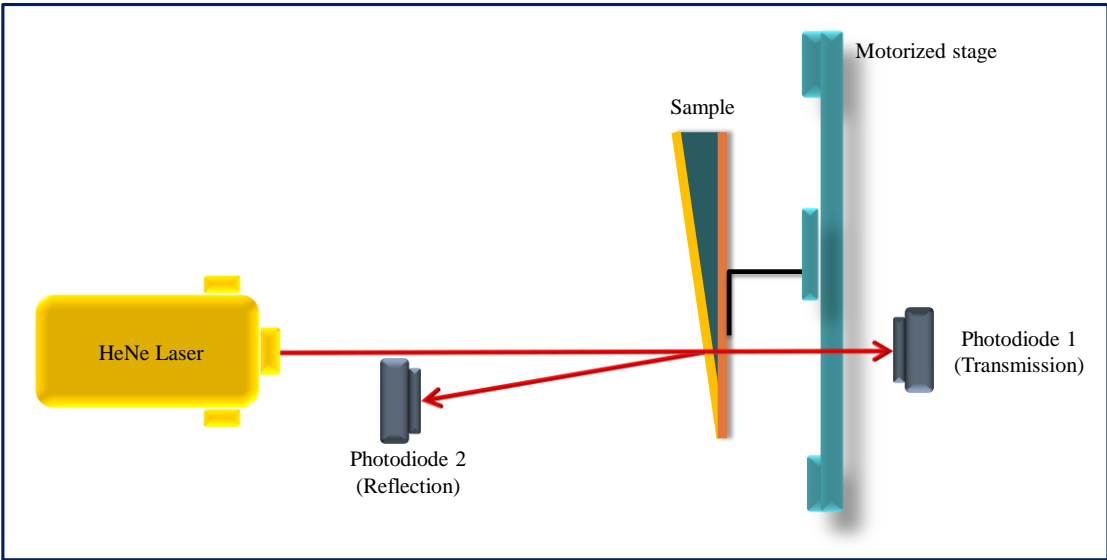 Motorized stage
Sample
HeNe Laser
Photodiode 1
(Transmission)
Photodiode 2
(Reflection)